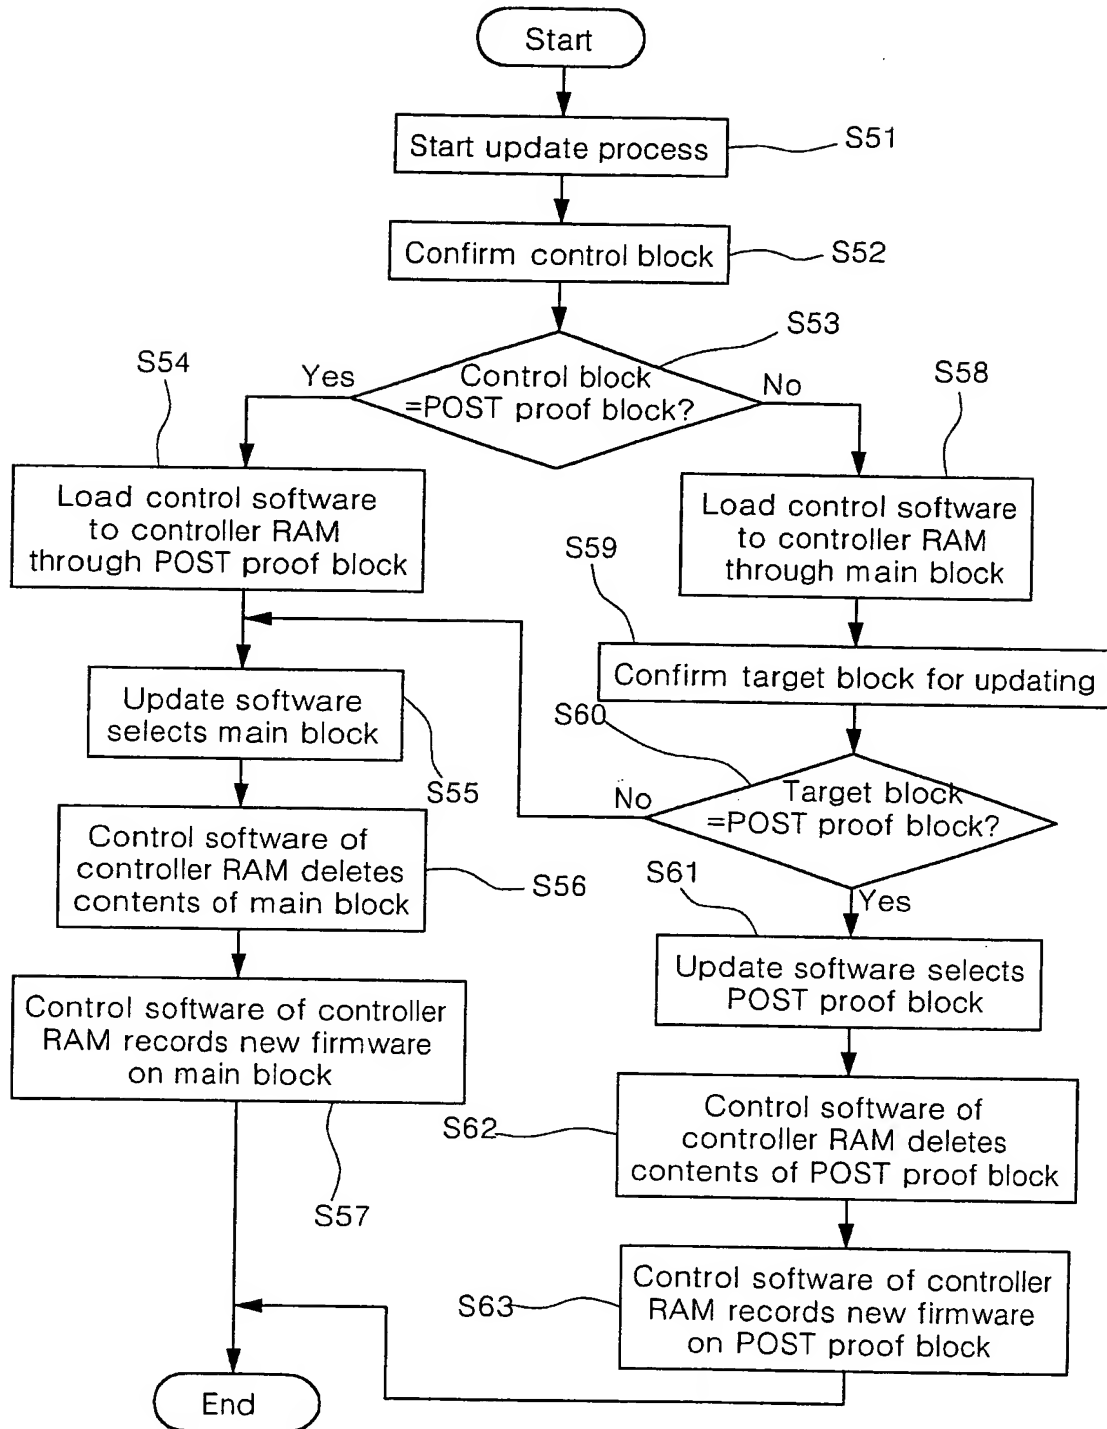 Start
Start update process
S51
Confirm control block
S52
S53
Control block
=POST proof block?
Yes
No
S54
Load control software
to controller RAM
through POST proof block
S58
Load control software
to controller RAM
through main block
S59
Confirm target block for updating
Update software
selects main block
S55
S60
Target block
=POST proof block?
No
Yes
Control software of
controller RAM deletes
contents of main block
S56
S61
Update software selects
POST proof block
Control software of controller
RAM records new firmware
on main block
S57
S62
Control software of
controller RAM deletes
contents of POST proof block
S63
Control software of controller
RAM records new firmware
on POST proof block
End